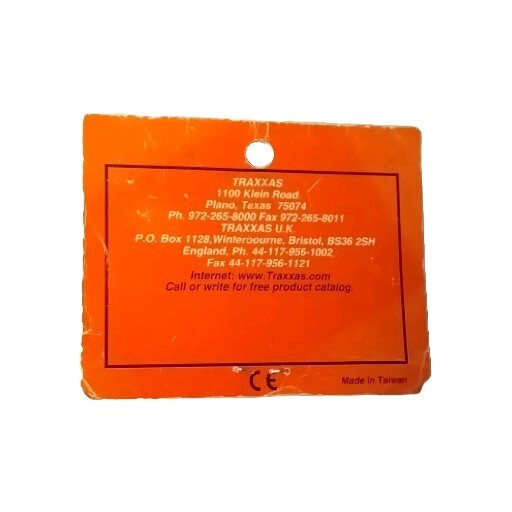 TRAXXAS
1100 Klein Road
Plano, Texas 75074
Ph. 972-265-8000 Fax 972-265-8011
TRAXXAS U.K.
P.O. Box 1128,Winterbourne, Bristol, BS36 2SH
England, Ph. 44-117-956-1002
Fax 44-117-956-1121
Internet: www.Traxxas.com
Call or write for free product catalog.
CE
Made in Taiwan